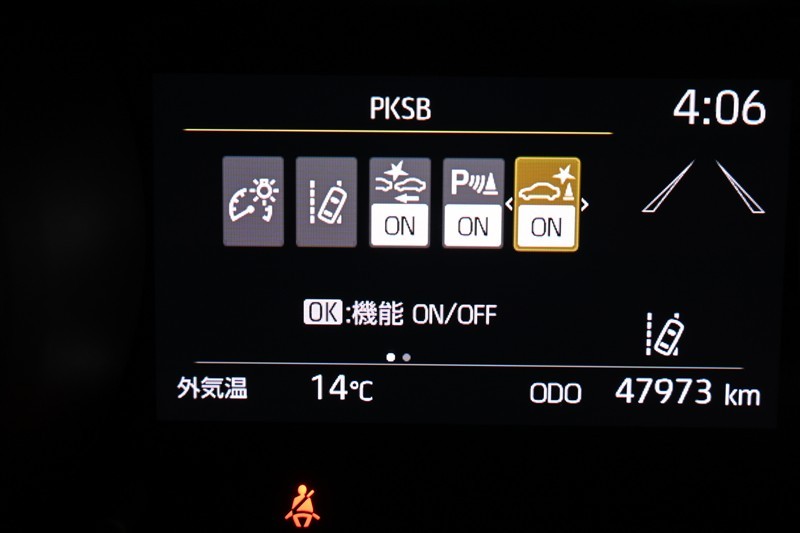 PKSB
4:06
ON P ON ON
OK:機能 ON/OFF
外気温 14℃ ODO 47973 km